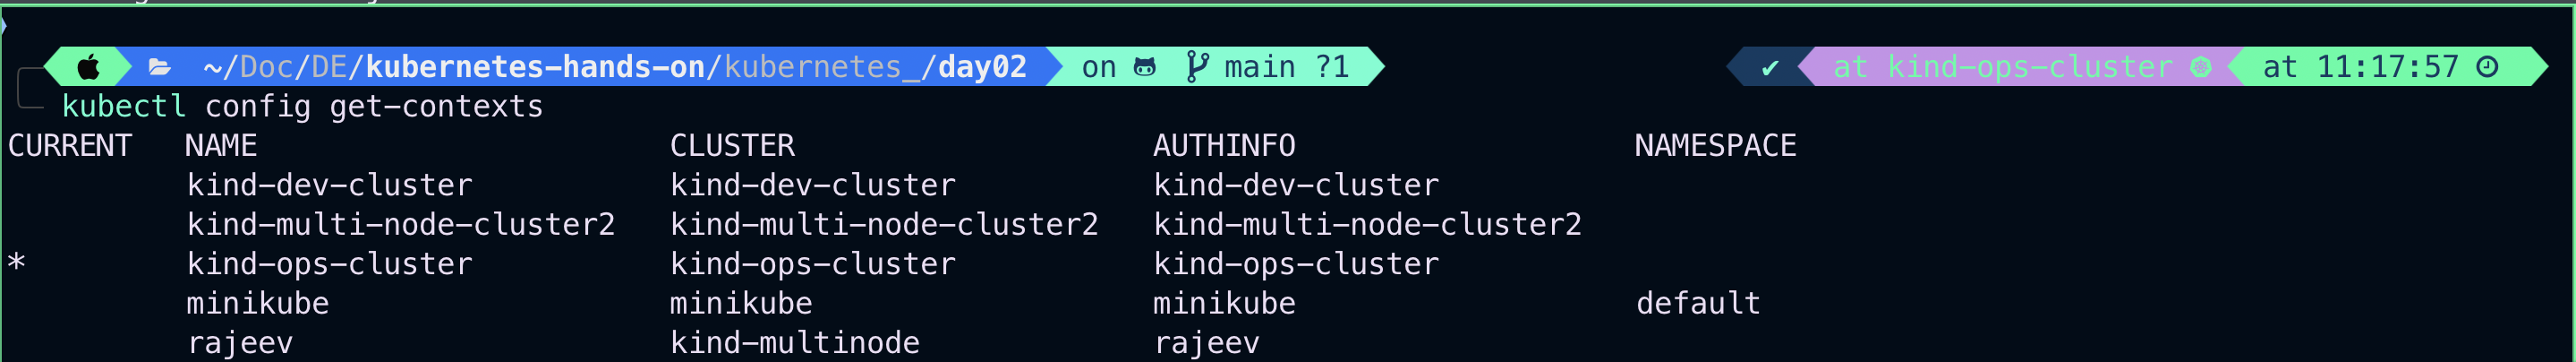 ~/Doc/DE/kubernetes-hands-on/kubernetes_/day02 on main ?1 ✔ at kind-ops-cluster at 11:17:57
kubectl config get-contexts
CURRENT NAME CLUSTER AUTHINFO NAMESPACE
kind-dev-cluster kind-dev-cluster kind-dev-cluster
kind-multi-node-cluster2 kind-multi-node-cluster2 kind-multi-node-cluster2
* kind-ops-cluster kind-ops-cluster kind-ops-cluster
minikube minikube minikube default
rajeev kind-multinode rajeev